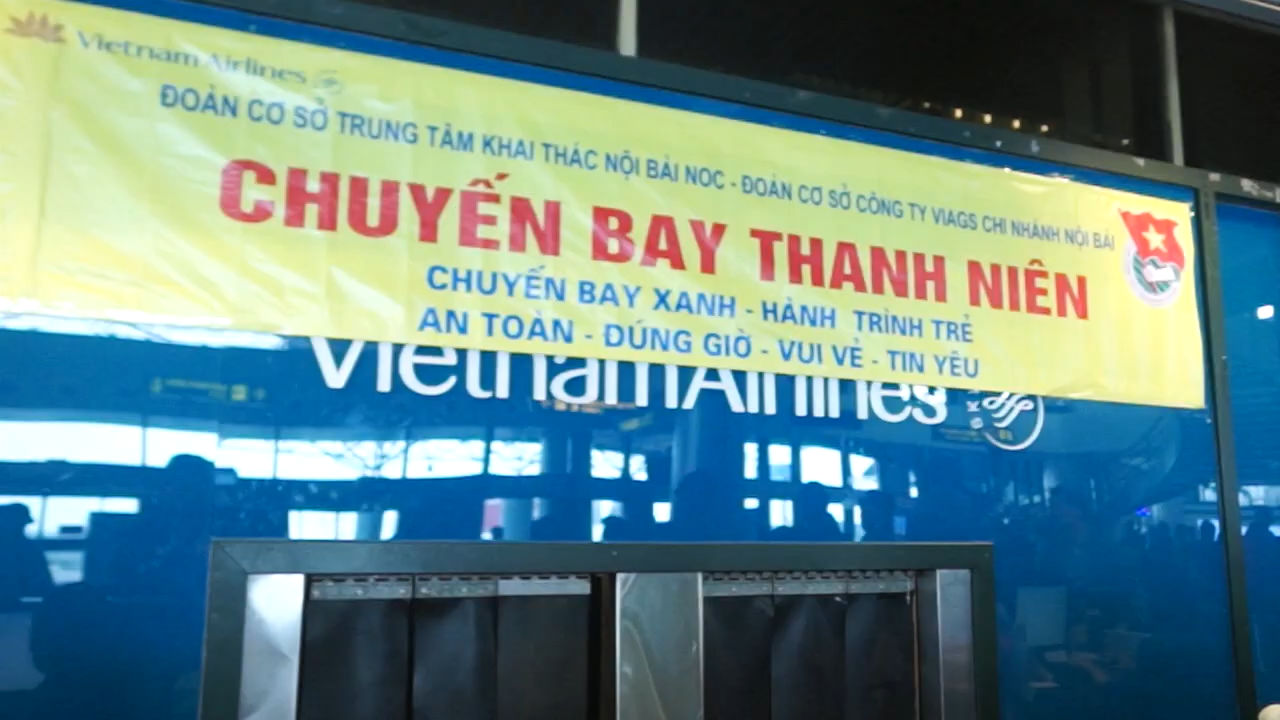 Vietnam Airlines
ĐOÀN CƠ SỞ TRUNG TÂM KHAI THÁC NỘI BÀI NOC - ĐOÀN CƠ SỞ CÔNG TY VIAGS CHI NHÁNH NỘI BÀI
CHUYẾN BAY THANH NIÊN
CHUYẾN BAY XANH - HÀNH TRÌNH TRẺ
AN TOÀN - ĐÚNG GIỜ - VUI VẺ - TIN YÊU
Vietnam Airlines